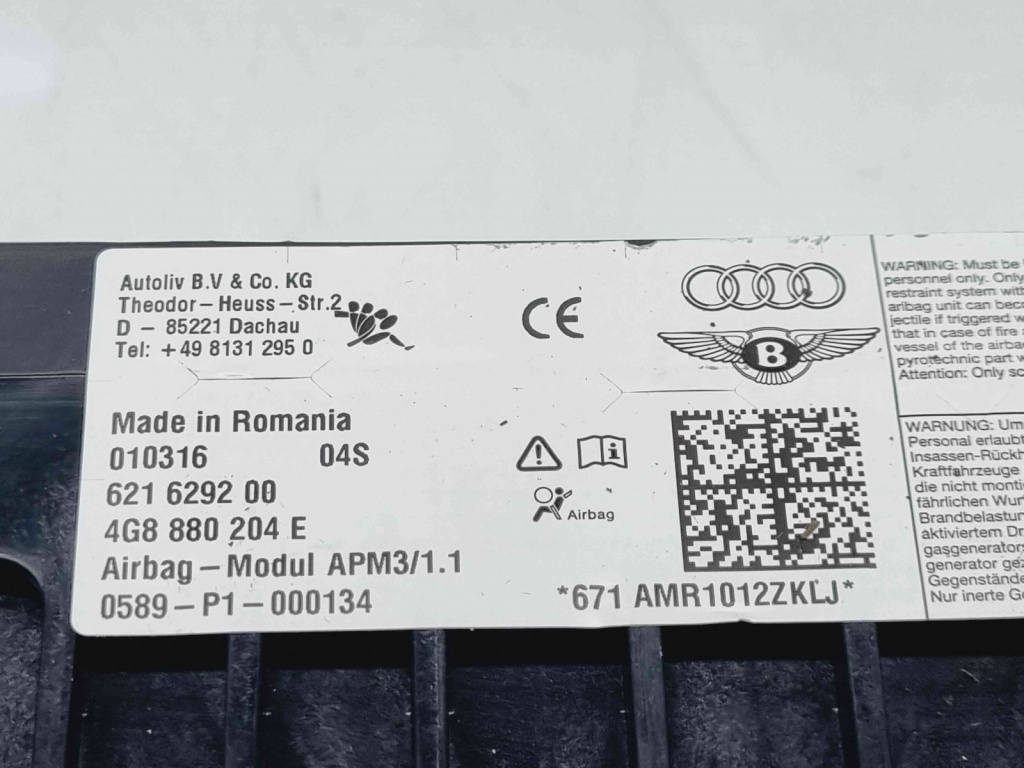 Autoliv B.V & Co. KG
Theodor-Heuss-Str.2
D - 85221 Dachau
Tel: +49 8131 295 0
CE
B
Made in Romania
010316 04S
621 6292 00
4G8 880 204 E
Airbag-Modul APM3/1.1
0589-P1-000134
Airbag
*671 AMR1012ZKLJ*
WARNING: Must be
personnel only. Only
restraint system with
airbag unit can beca
jectile if triggered w
that in case of fire
vessel of the airba
pyrotechnic part w
Attention: Only sc
WARNUNG: Um
Personal erlaubt
Insassen-Rückh
Kraftfahrzeuge
die nicht monti
fährlichen Wur
Brandbelastun
aktiviertem Dr
gasgenerators
generator gez
Gegenstände
Nur inerte Ge